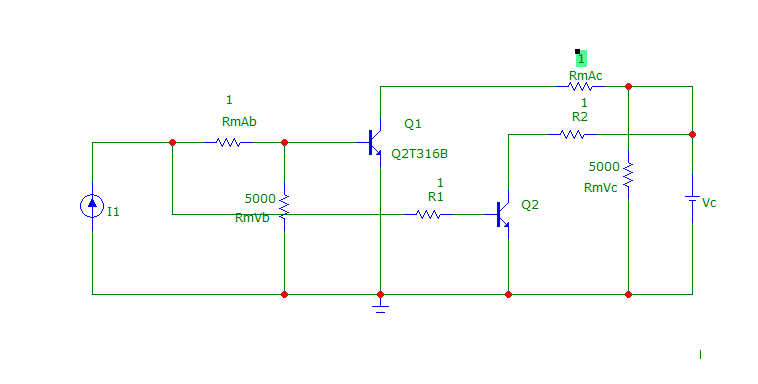 1
RmAc
1
R2
1
RmAb
Q1
Q2T316B
5000
RmVc
1
R1
5000
RmVb
I1
Q2
Vc